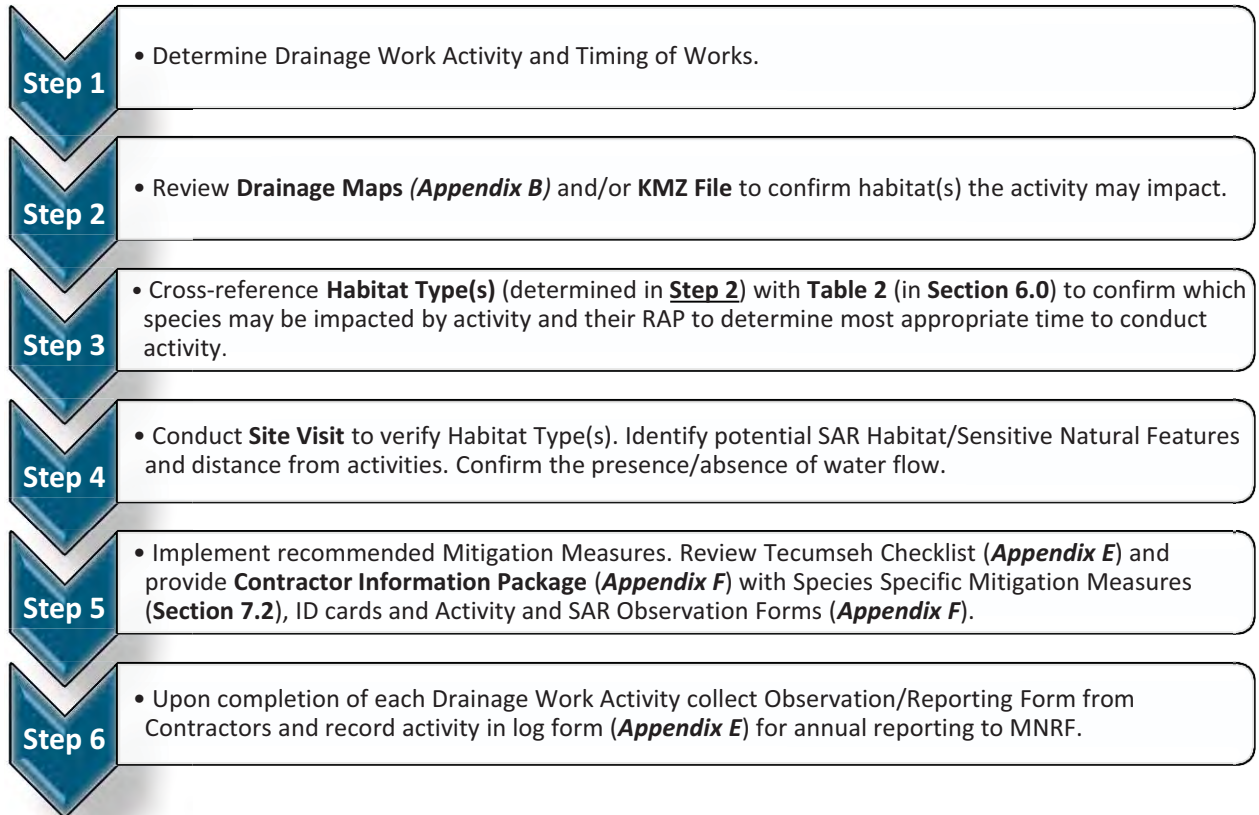 Step 1
• Determine Drainage Work Activity and Timing of Works.
Step 2
• Review Drainage Maps (Appendix B) and/or KMZ File to confirm habitat(s) the activity may impact.
Step 3
• Cross-reference Habitat Type(s) (determined in Step 2) with Table 2 (in Section 6.0) to confirm which
species may be impacted by activity and their RAP to determine most appropriate time to conduct
activity.
Step 4
• Conduct Site Visit to verify Habitat Type(s). Identify potential SAR Habitat/Sensitive Natural Features
and distance from activities. Confirm the presence/absence of water flow.
Step 5
• Implement recommended Mitigation Measures. Review Tecumseh Checklist (Appendix E) and
provide Contractor Information Package (Appendix F) with Species Specific Mitigation Measures
(Section 7.2), ID cards and Activity and SAR Observation Forms (Appendix F).
Step 6
• Upon completion of each Drainage Work Activity collect Observation/Reporting Form from
Contractors and record activity in log form (Appendix E) for annual reporting to MNRF.